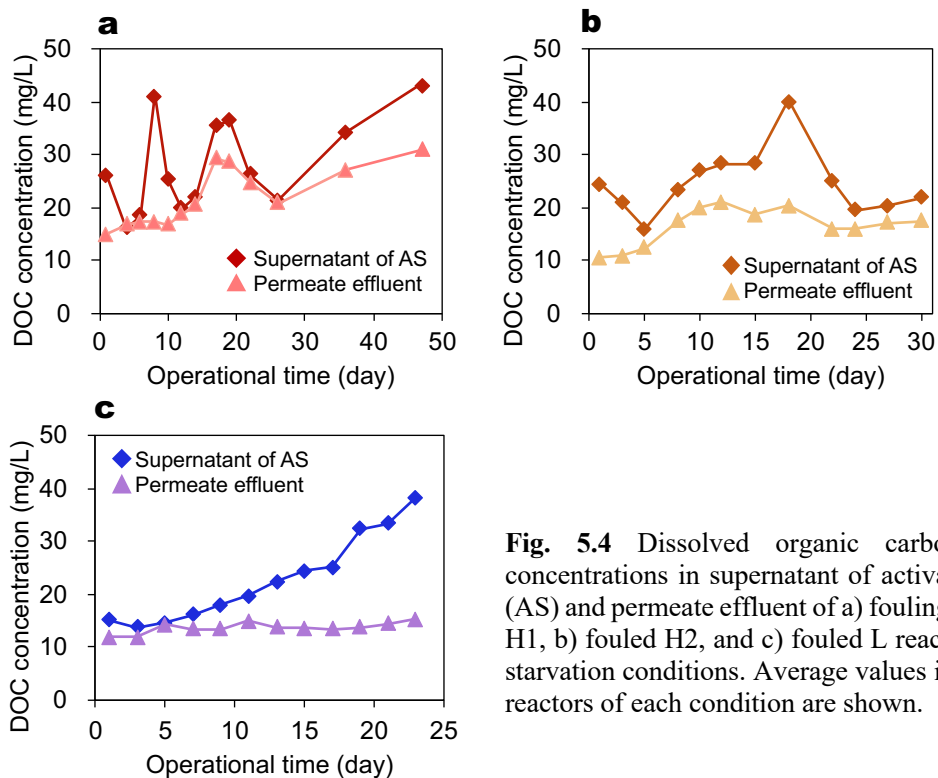 a
50
40
30
20
10
0
DOC concentration (mg/L)
Supernatant of AS
Permeate effluent
0 10 20 30 40 50
Operational time (day)
b
50
40
30
20
10
0
DOC concentration (mg/L)
Supernatant of AS
Permeate effluent
0 5 10 15 20 25 30
Operational time (day)
c
50
40
30
20
10
0
DOC concentration (mg/L)
Supernatant of AS
Permeate effluent
0 5 10 15 20 25
Operational time (day)
Fig. 5.4 Dissolved organic carbo
concentrations in supernatant of activa
(AS) and permeate effluent of a) fouling
H1, b) fouled H2, and c) fouled L reac
starvation conditions. Average values i
reactors of each condition are shown.